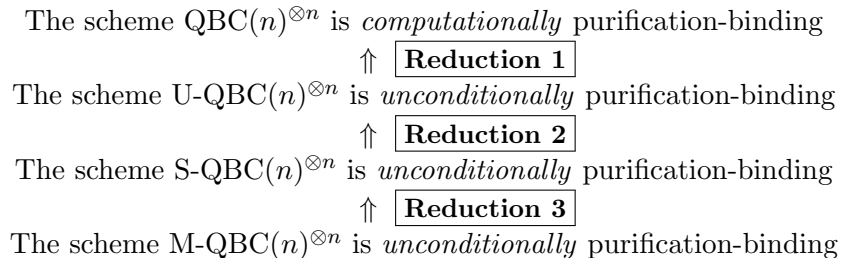 The scheme QBC(n)⊗n is computationally purification-binding
⇑ Reduction 1
The scheme U-QBC(n)⊗n is unconditionally purification-binding
⇑ Reduction 2
The scheme S-QBC(n)⊗n is unconditionally purification-binding
⇑ Reduction 3
The scheme M-QBC(n)⊗n is unconditionally purification-binding